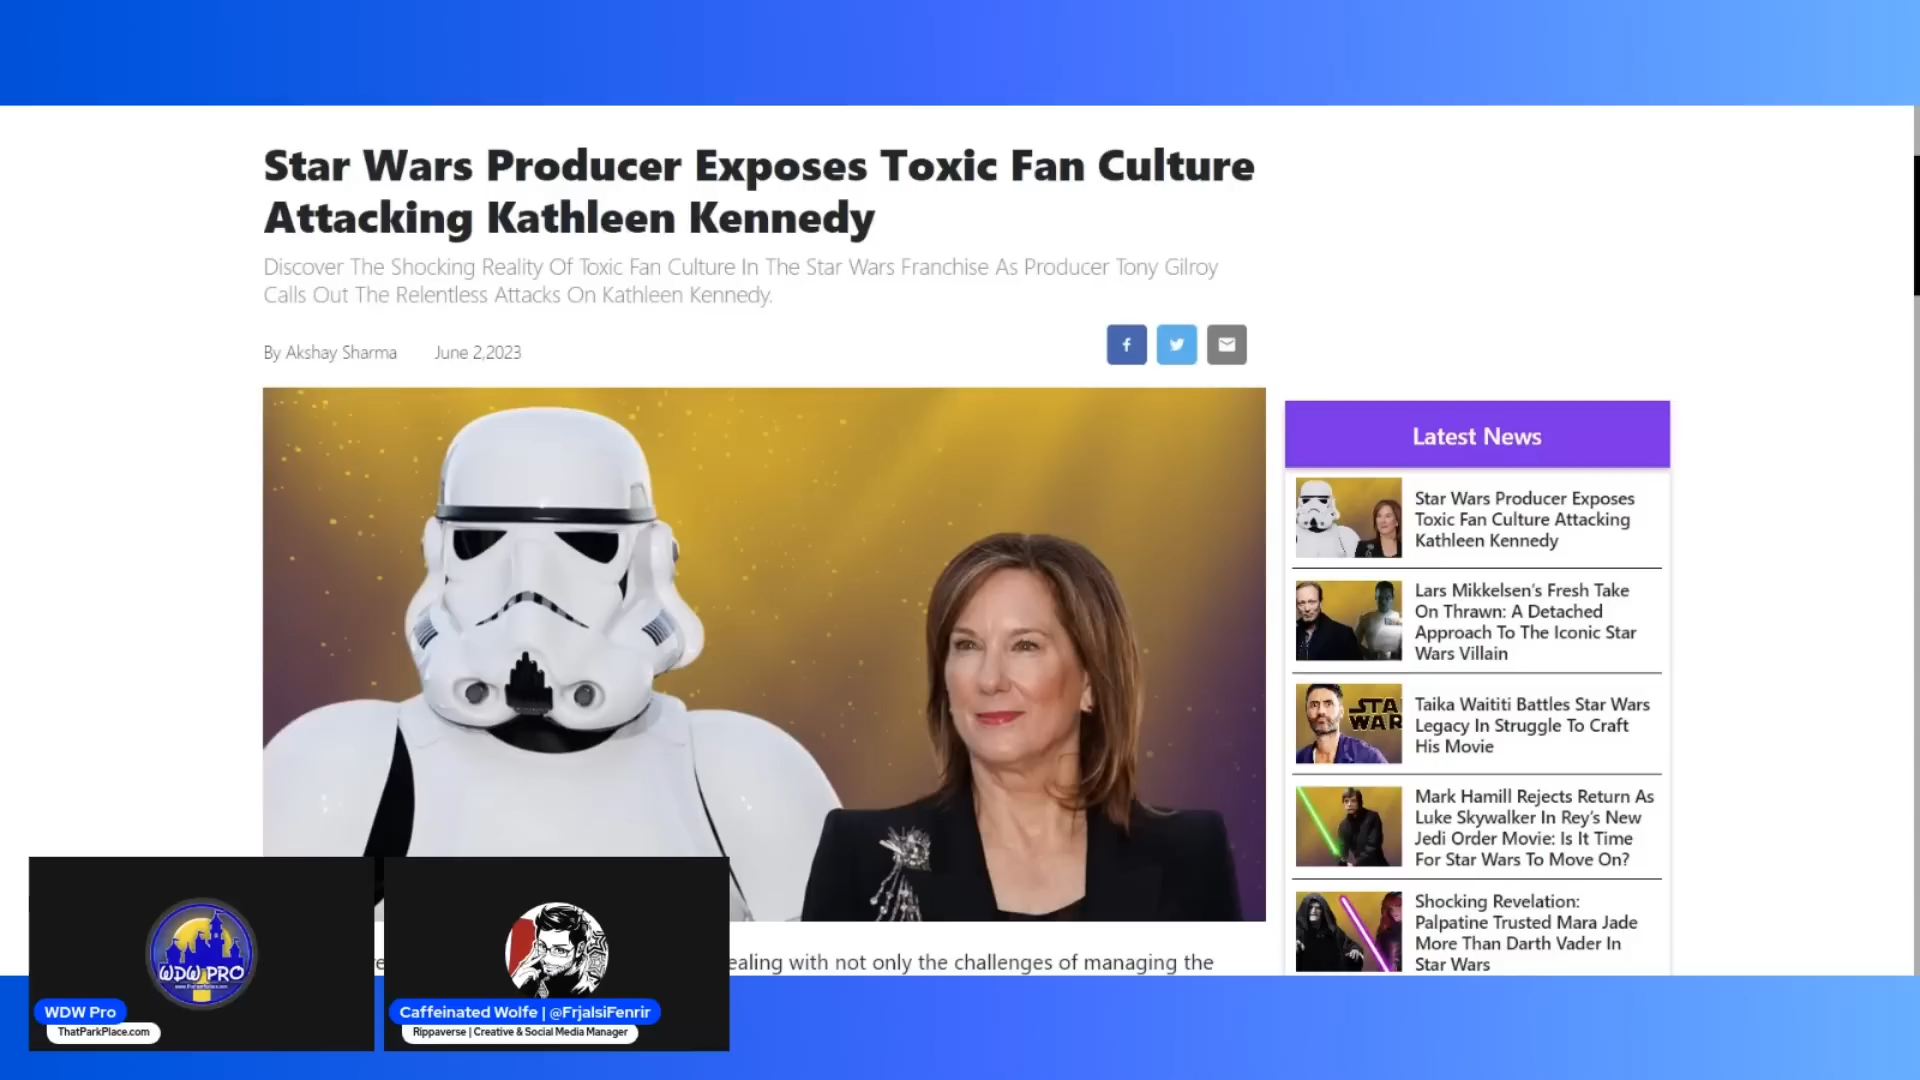 Star Wars Producer Exposes Toxic Fan Culture
Attacking Kathleen Kennedy
Discover The Shocking Reality Of Toxic Fan Culture In The Star Wars Franchise As Producer Tony Gilroy
Calls Out The Relentless Attacks On Kathleen Kennedy.
By Akshay Sharma June 2,2023
Latest News
Star Wars Producer Exposes
Toxic Fan Culture Attacking
Kathleen Kennedy
Lars Mikkelsen's Fresh Take
On Thrawn: A Detached
Approach To The Iconic Star
Wars Villain
STA
WAR
Taika Waititi Battles Star Wars
Legacy In Struggle To Craft
His Movie
Mark Hamill Rejects Return As
Luke Skywalker In Rey's New
Jedi Order Movie: Is It Time
For Star Wars To Move On?
Shocking Revelation:
Palpatine Trusted Mara Jade
More Than Darth Vader In
Star Wars
ealing with not only the challenges of managing the
WDW PRO
WDW Pro
ThatParkPlace.com
Caffeinated Wolfe | @FrjalsiFenrir
Rippaverse | Creative & Social Media Manager